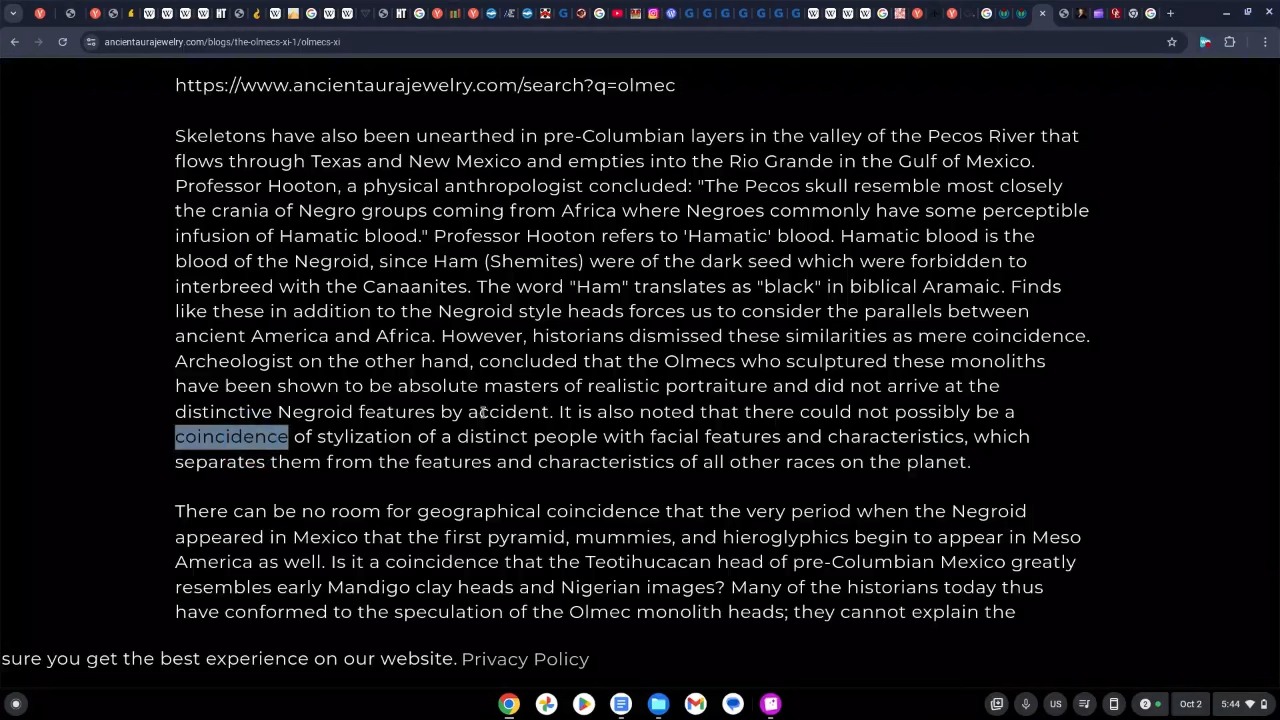 ancientaurajewelry.com/blogs/the-olmecs-xi-1/olmecs-xi
https://www.ancientaurajewelry.com/search?q=olmec
Skeletons have also been unearthed in pre-Columbian layers in the valley of the Pecos River that
flows through Texas and New Mexico and empties into the Rio Grande in the Gulf of Mexico.
Professor Hooton, a physical anthropologist concluded: "The Pecos skull resemble most closely
the crania of Negro groups coming from Africa where Negroes commonly have some perceptible
infusion of Hamatic blood." Professor Hooton refers to 'Hamatic' blood. Hamatic blood is the
blood of the Negroid, since Ham (Shemites) were of the dark seed which were forbidden to
interbreed with the Canaanites. The word "Ham" translates as "black" in biblical Aramaic. Finds
like these in addition to the Negroid style heads forces us to consider the parallels between
ancient America and Africa. However, historians dismissed these similarities as mere coincidence.
Archeologist on the other hand, concluded that the Olmecs who sculptured these monoliths
have been shown to be absolute masters of realistic portraiture and did not arrive at the
distinctive Negroid features by accident. It is also noted that there could not possibly be a
coincidence of stylization of a distinct people with facial features and characteristics, which
separates them from the features and characteristics of all other races on the planet.
There can be no room for geographical coincidence that the very period when the Negroid
appeared in Mexico that the first pyramid, mummies, and hieroglyphics begin to appear in Meso
America as well. Is it a coincidence that the Teotihucacan head of pre-Columbian Mexico greatly
resembles early Mandigo clay heads and Nigerian images? Many of the historians today thus
have conformed to the speculation of the Olmec monolith heads; they cannot explain the
sure you get the best experience on our website. Privacy Policy
US 2 Oct 2 5:44